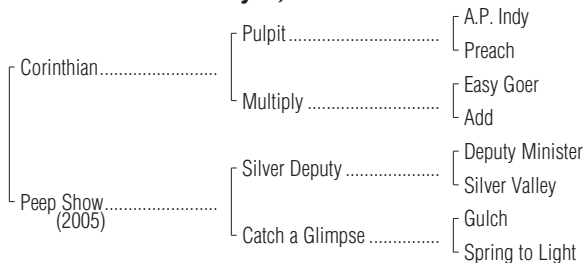 Corinthian........................
Pulpit................................
A.P. Indy
Preach
Multiply ............................
Easy Goer
Add
Peep Show........................
(2005)
Silver Deputy ....................
Deputy Minister
Silver Valley
Catch a Glimpse ...............
Gulch
Spring to Light